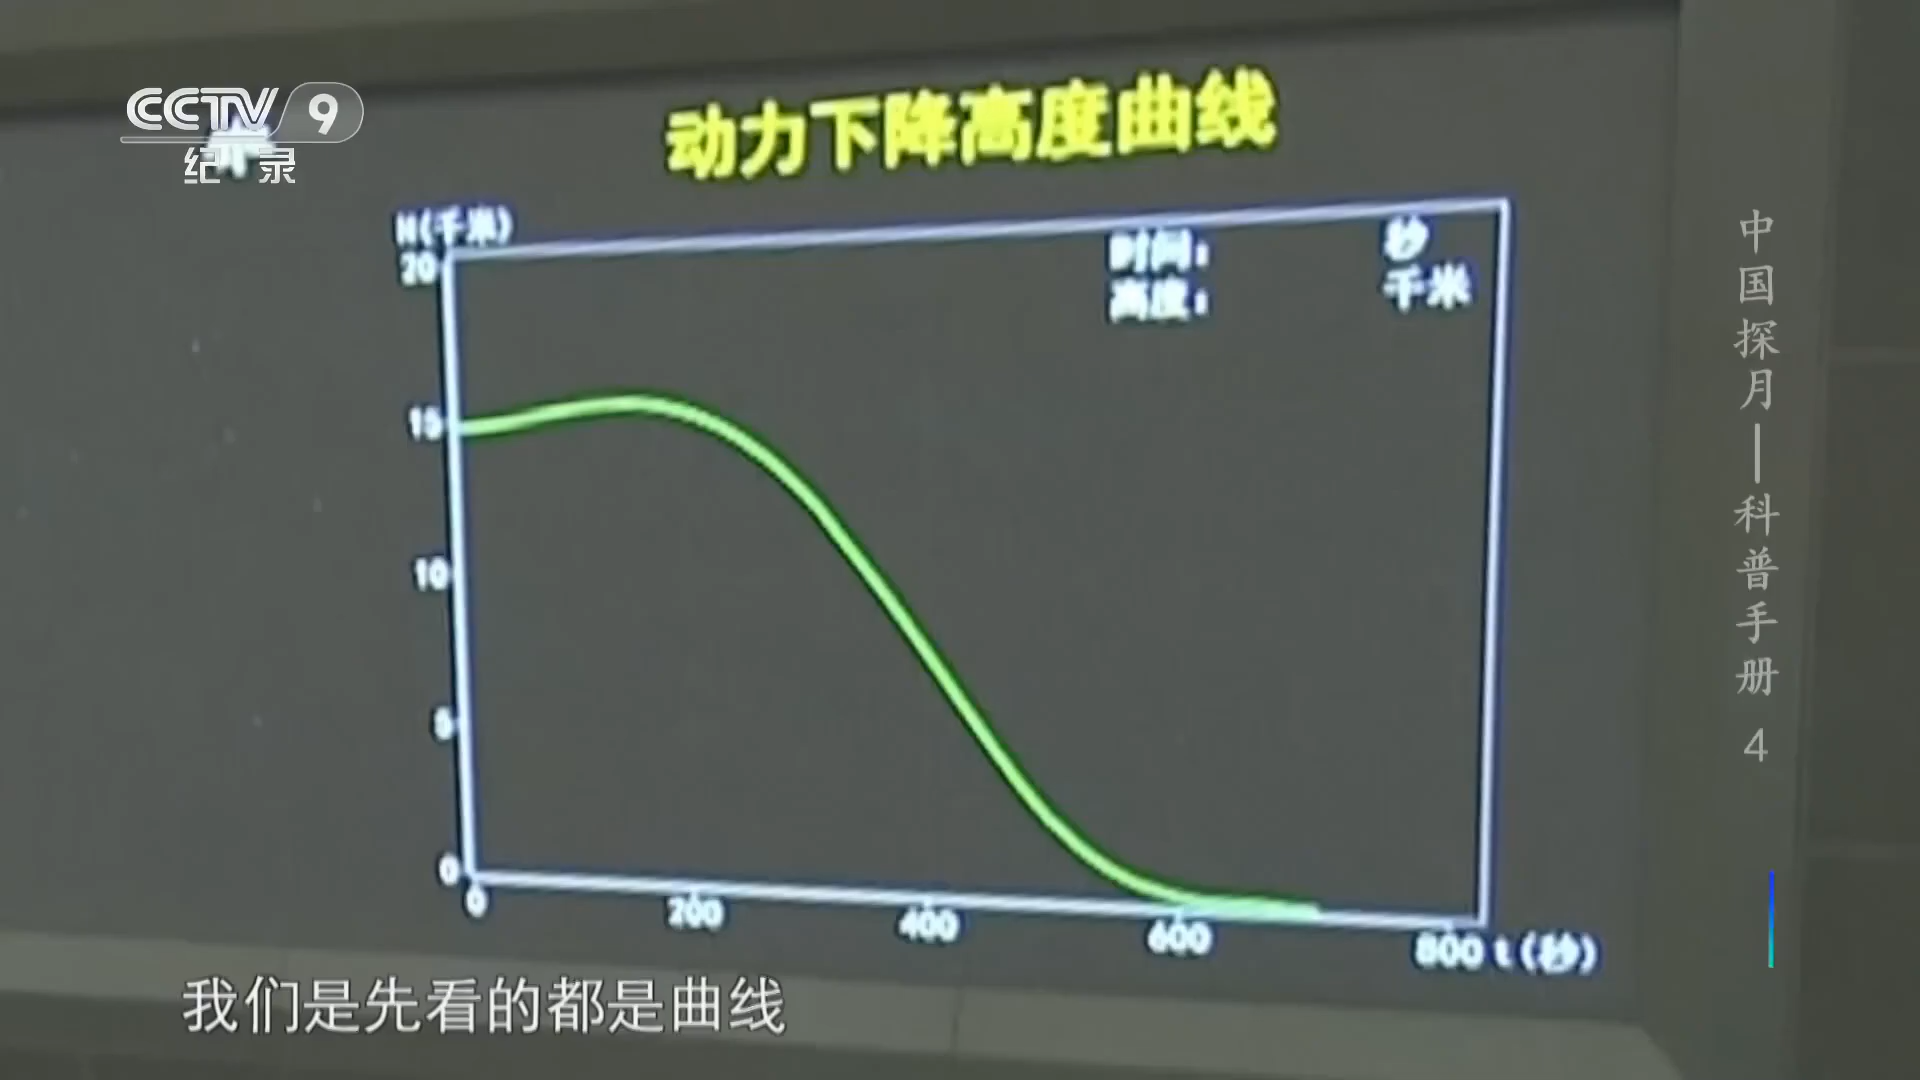 CCTV 9
纪录
动力下降高度曲线
H(千米)
20
时间: 秒
高度: 千米
15
10
5
0
0 200 400 600 800 t(秒)
中国探月—科普手册 4
我们是先看的都是曲线